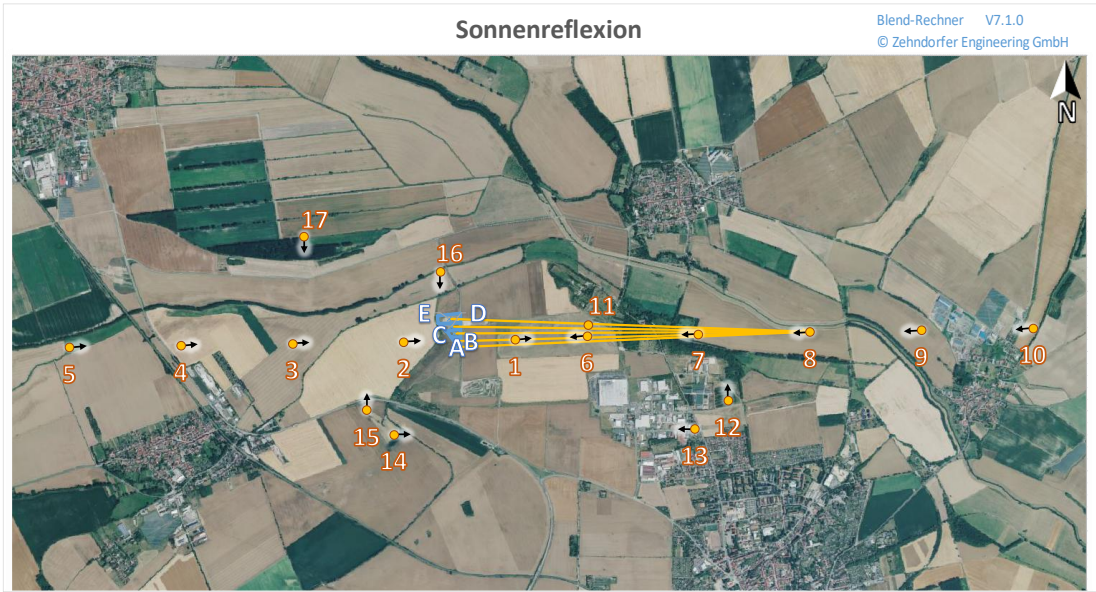 Sonnenreflexion
Blend-Rechner V7.1.0
© Zehndorfer Engineering GmbH
N
17
16
E D
11
C
A B
1
6
7
8
9
10
5
4
3
2
12
15
13
14